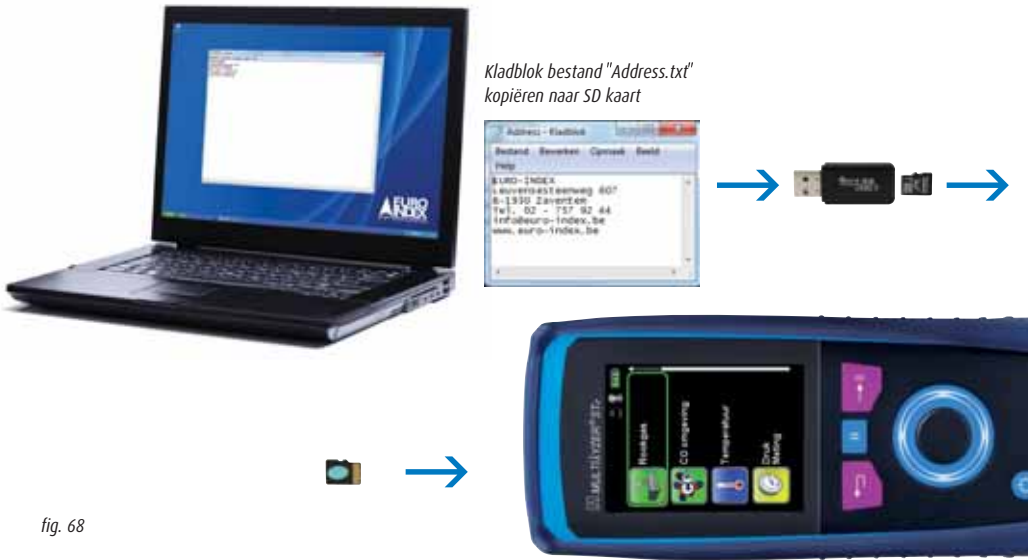 Kladblok bestand "Address.txt"
kopiëren naar SD kaart
Address - Kladblok
Bestand Bewerken Opmaak Beeld
Help
EURO-INDEX
Leuvensesteenweg 607
B-1930 Zaventem
Tel. 02 - 757 92 44
info@euro-index.be
www.euro-index.be
EURO
INDEX
MULTILYZER STe
Rookgas
CO omgeving
Temperatuur
Druk
Meting
fig. 68